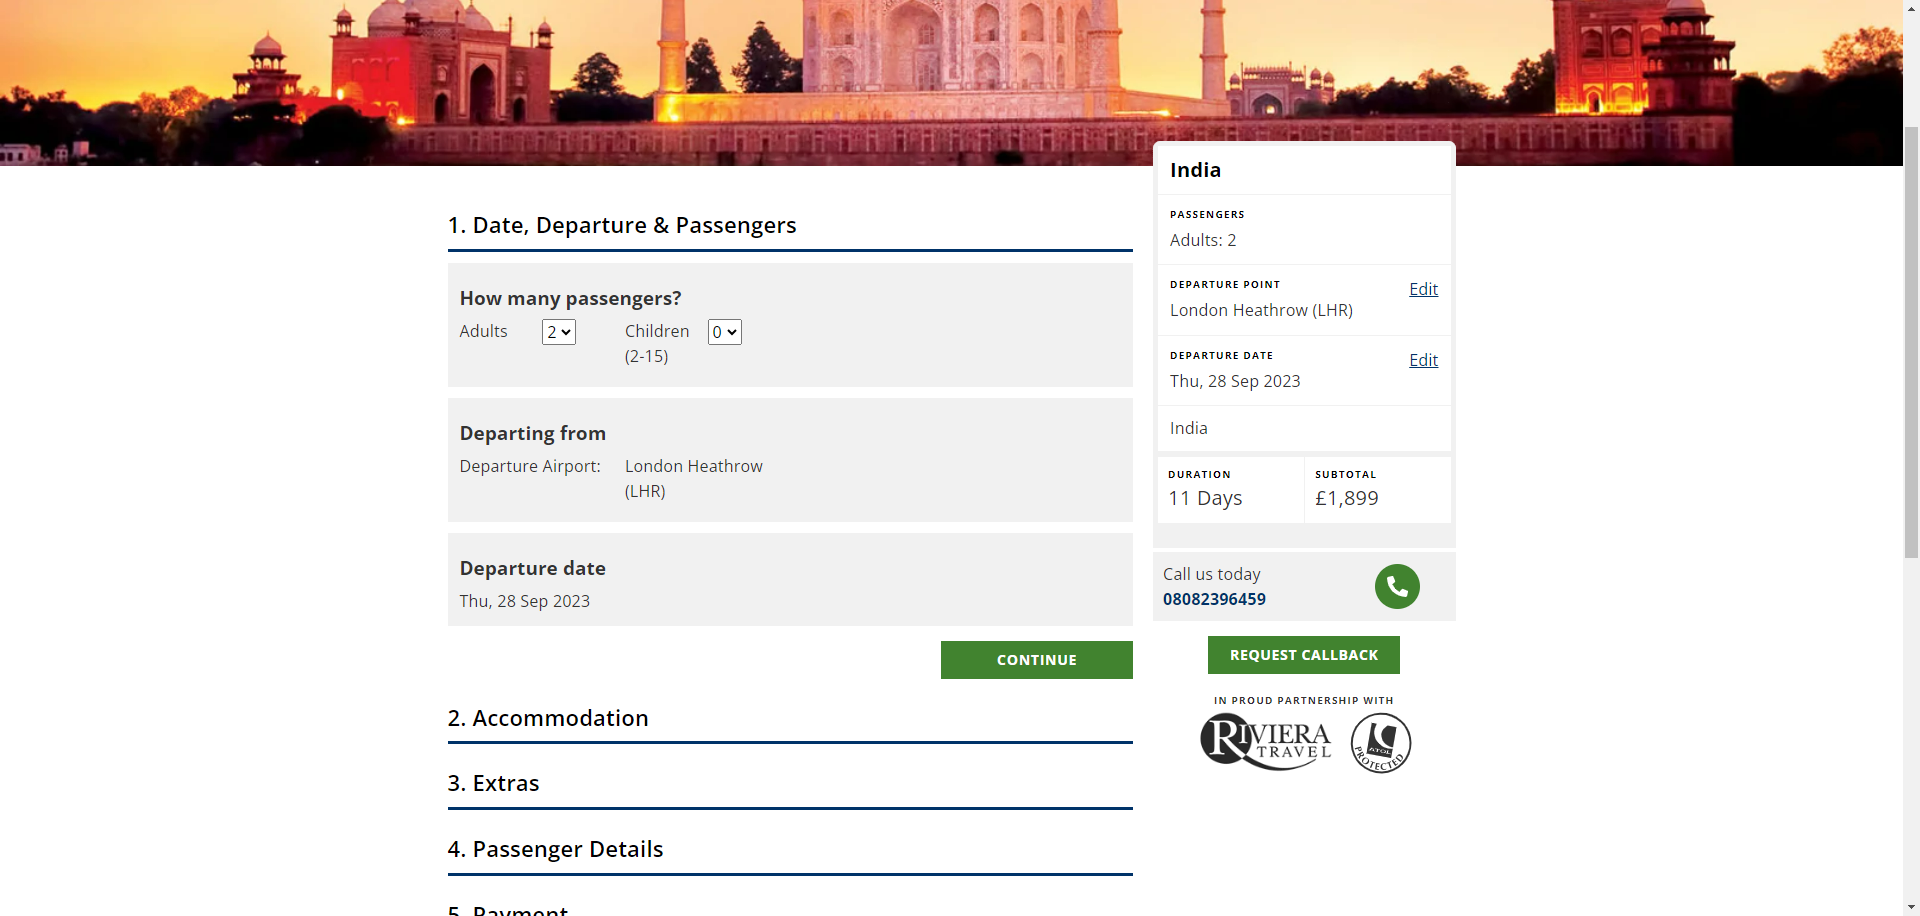 India
1. Date, Departure & Passengers
How many passengers?
Adults 2 Children 0
(2-15)
Departing from
Departure Airport: London Heathrow
(LHR)
Departure date
Thu, 28 Sep 2023
CONTINUE
2. Accommodation
3. Extras
4. Passenger Details
5. Payment
PASSENGERS
Adults: 2
DEPARTURE POINT
Edit
London Heathrow (LHR)
DEPARTURE DATE
Edit
Thu, 28 Sep 2023
India
DURATION
11 Days
SUBTOTAL
£1,899
Call us today
08082396459
REQUEST CALLBACK
IN PROUD PARTNERSHIP WITH
RIVIERA
TRAVEL
ATOL
PROTECTED